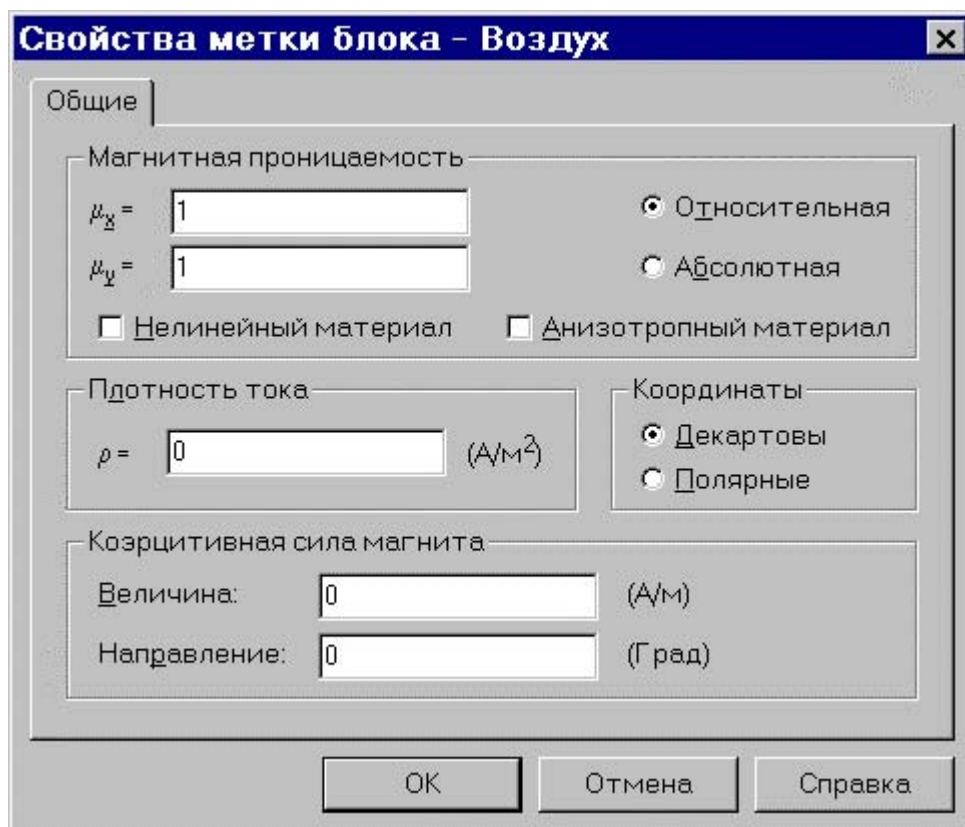 Свойства метки блока - Воздух
Общие
Магнитная проницаемость
μx = 1
Относительная
μy = 1
Абсолютная
Нелинейный материал
Анизотропный материал
Плотность тока
ρ = 0 (А/м²)
Координаты
Декартовы
Полярные
Коэрцитивная сила магнита
Величина: 0 (А/м)
Направление: 0 (Град)
OK
Отмена
Справка